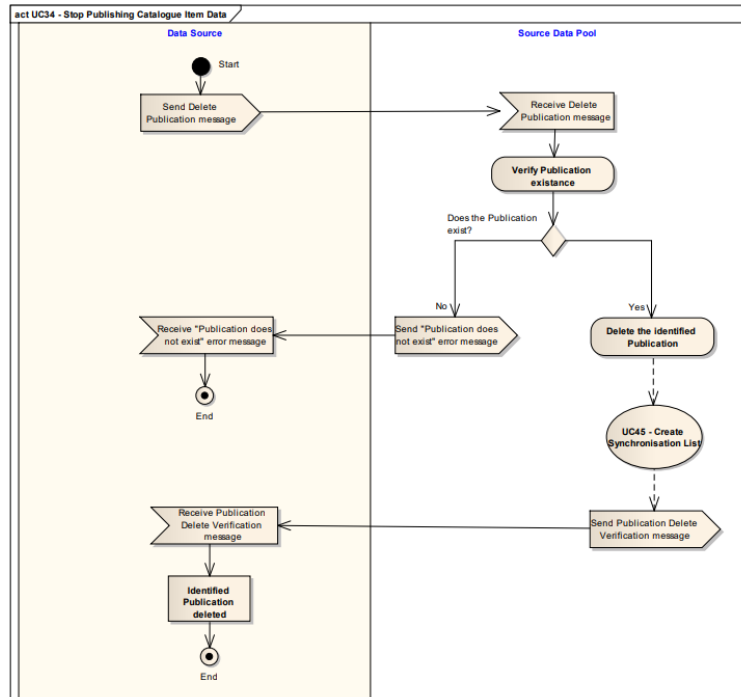 act UC34 - Stop Publishing Catalogue Item Data
Data Source
Source Data Pool
Start
Send Delete
Publication message
Receive Delete
Publication message
Verify Publication
existance
Does the Publication
exist?
No
Yes
Receive "Publication does
not exist" error message
Send "Publication does
not exist" error message
Delete the identified
Publication
End
UC45 - Create
Synchronisation List
Receive Publication
Delete Verification
message
Send Publication Delete
Verification message
Identified
Publication
deleted
End